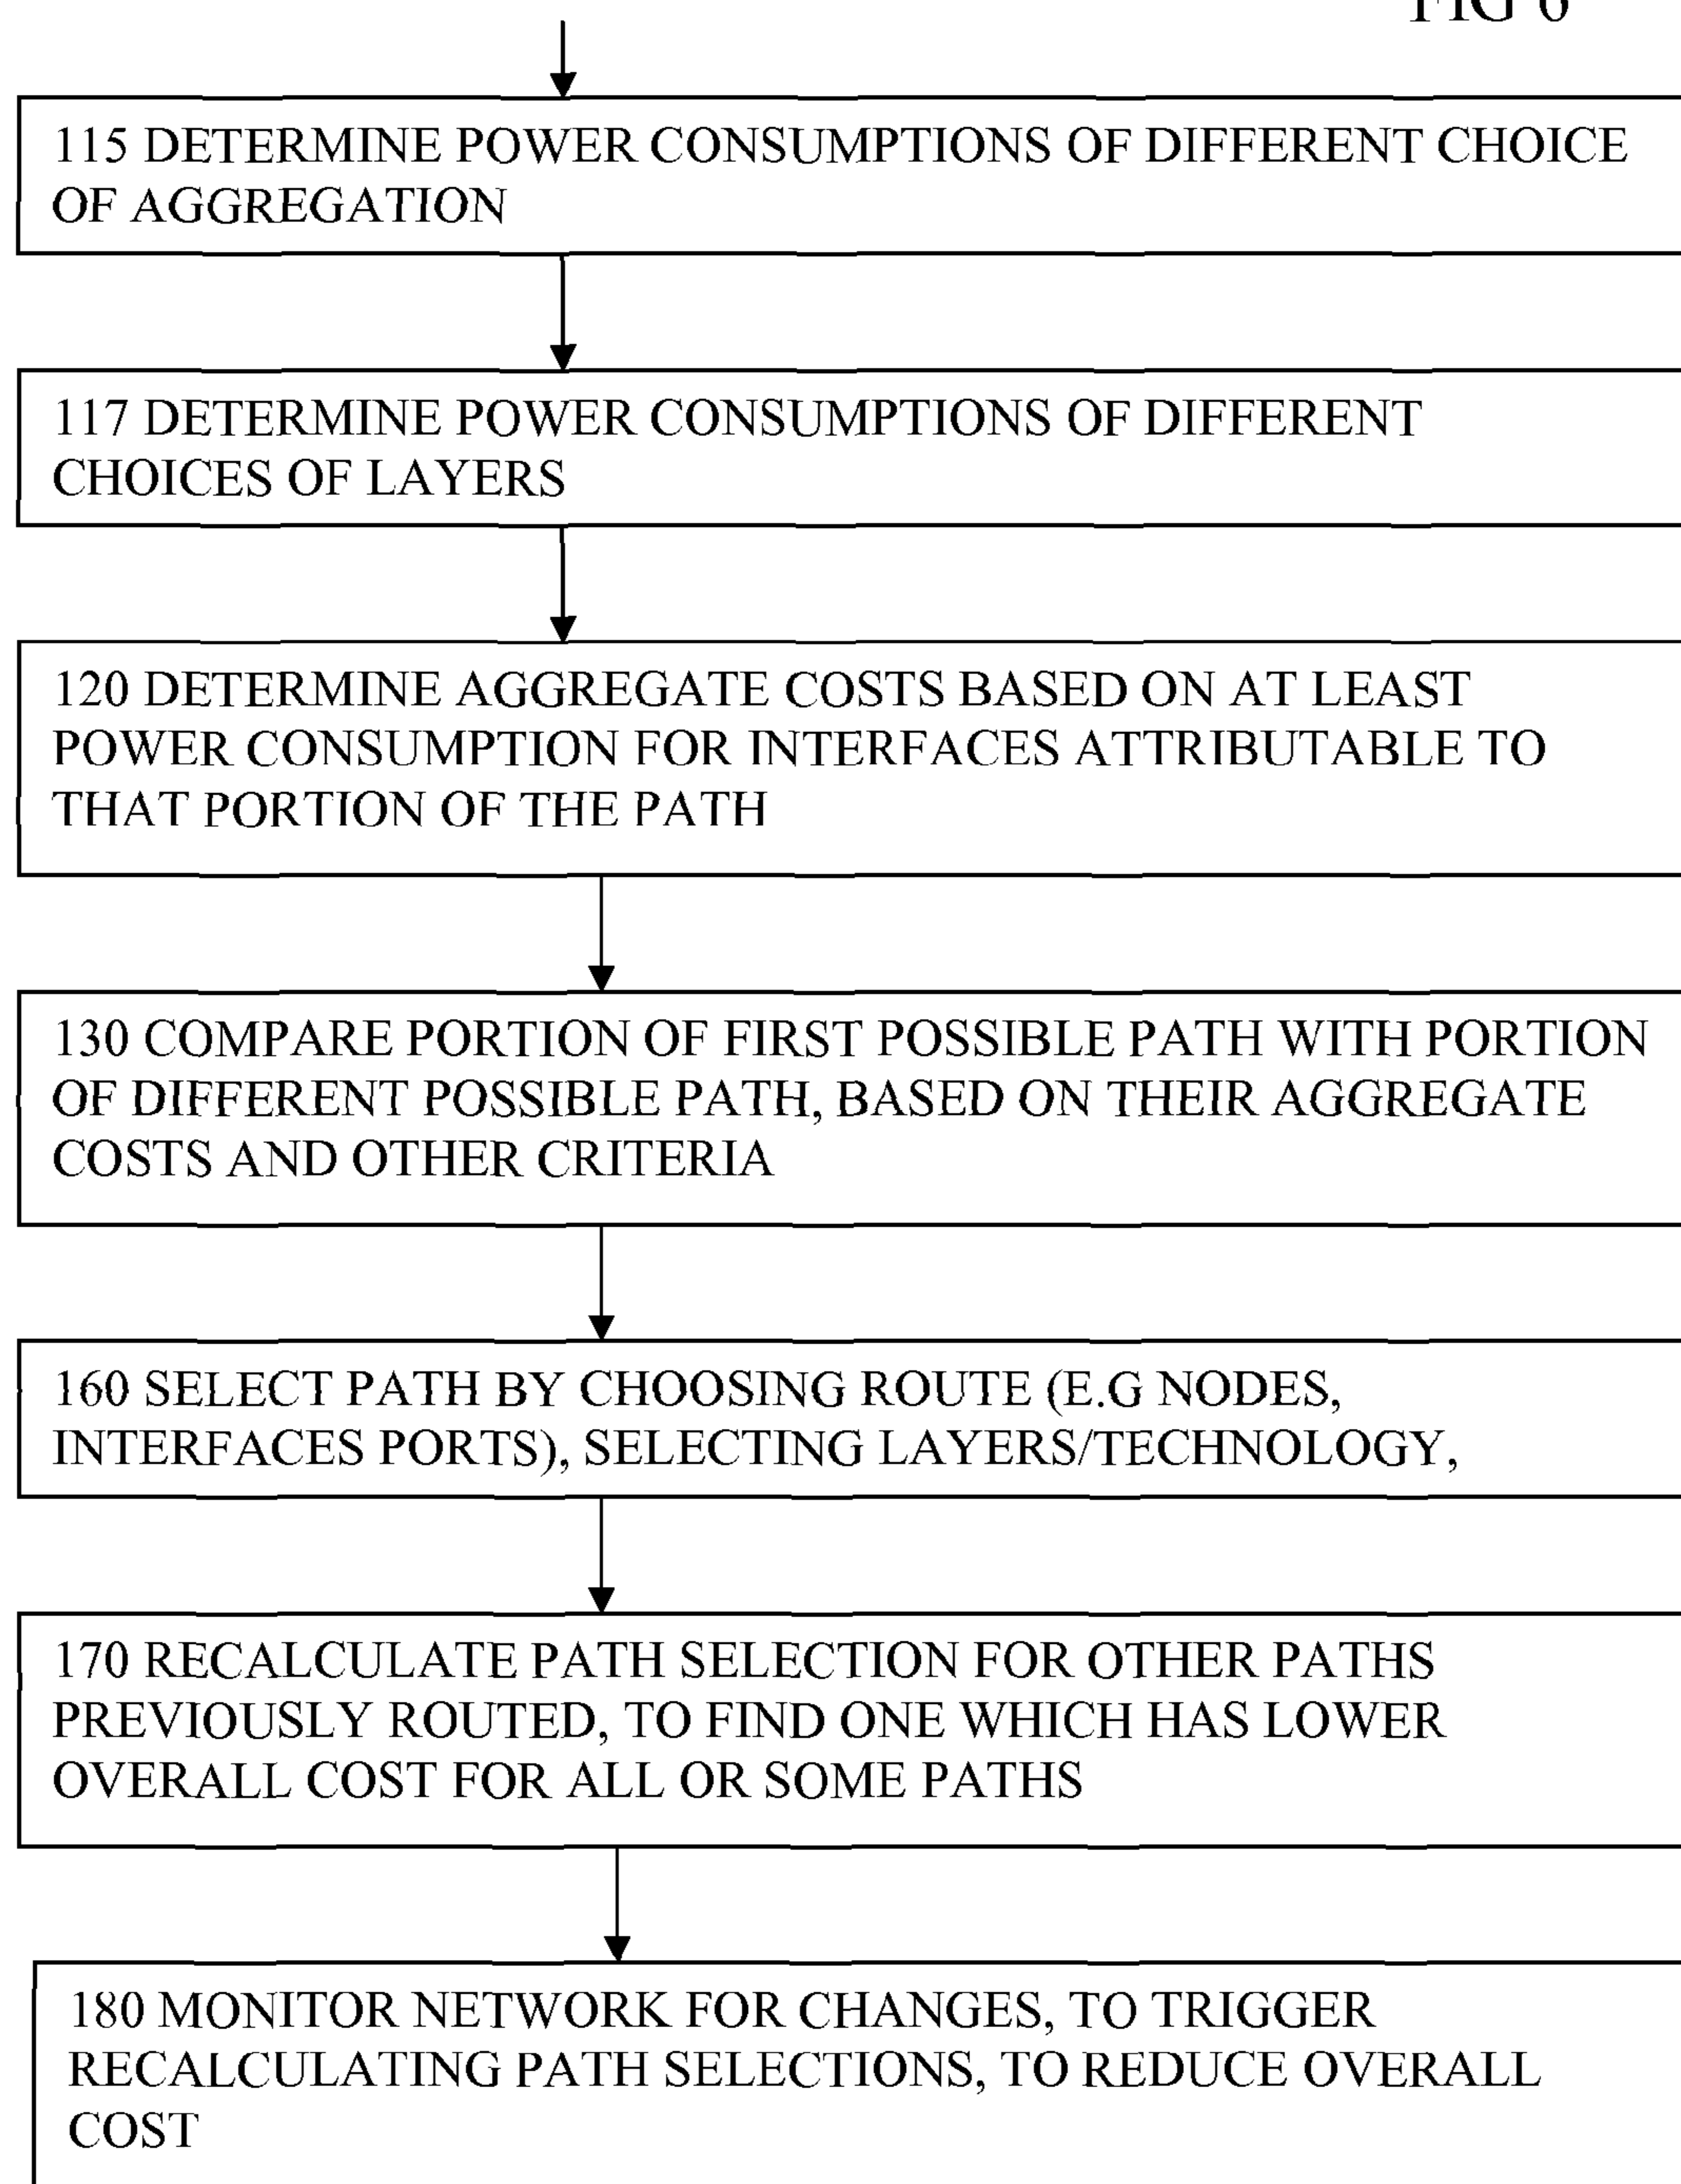 FIG 6
115 DETERMINE POWER CONSUMPTIONS OF DIFFERENT CHOICE
OF AGGREGATION
117 DETERMINE POWER CONSUMPTIONS OF DIFFERENT
CHOICES OF LAYERS
120 DETERMINE AGGREGATE COSTS BASED ON AT LEAST
POWER CONSUMPTION FOR INTERFACES ATTRIBUTABLE TO
THAT PORTION OF THE PATH
130 COMPARE PORTION OF FIRST POSSIBLE PATH WITH PORTION
OF DIFFERENT POSSIBLE PATH, BASED ON THEIR AGGREGATE
COSTS AND OTHER CRITERIA
160 SELECT PATH BY CHOOSING ROUTE (E.G NODES,
INTERFACES PORTS), SELECTING LAYERS/TECHNOLOGY,
170 RECALCULATE PATH SELECTION FOR OTHER PATHS
PREVIOUSLY ROUTED, TO FIND ONE WHICH HAS LOWER
OVERALL COST FOR ALL OR SOME PATHS
180 MONITOR NETWORK FOR CHANGES, TO TRIGGER
RECALCULATING PATH SELECTIONS, TO REDUCE OVERALL
COST